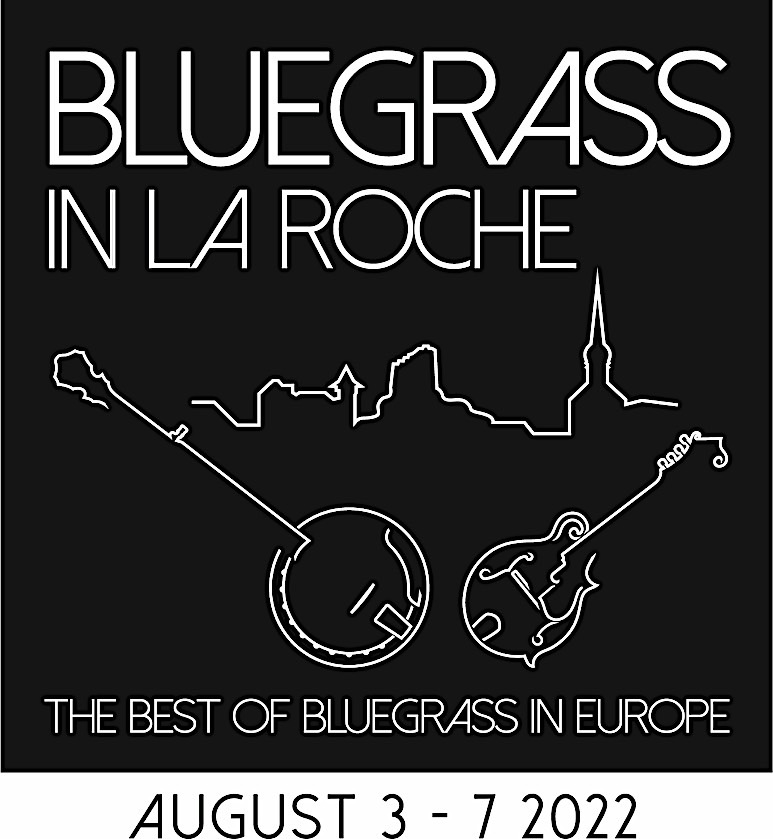 BLUEGRASS
IN LA ROCHE
THE BEST OF BLUEGRASS IN EUROPE
AUGUST 3 - 7 2022